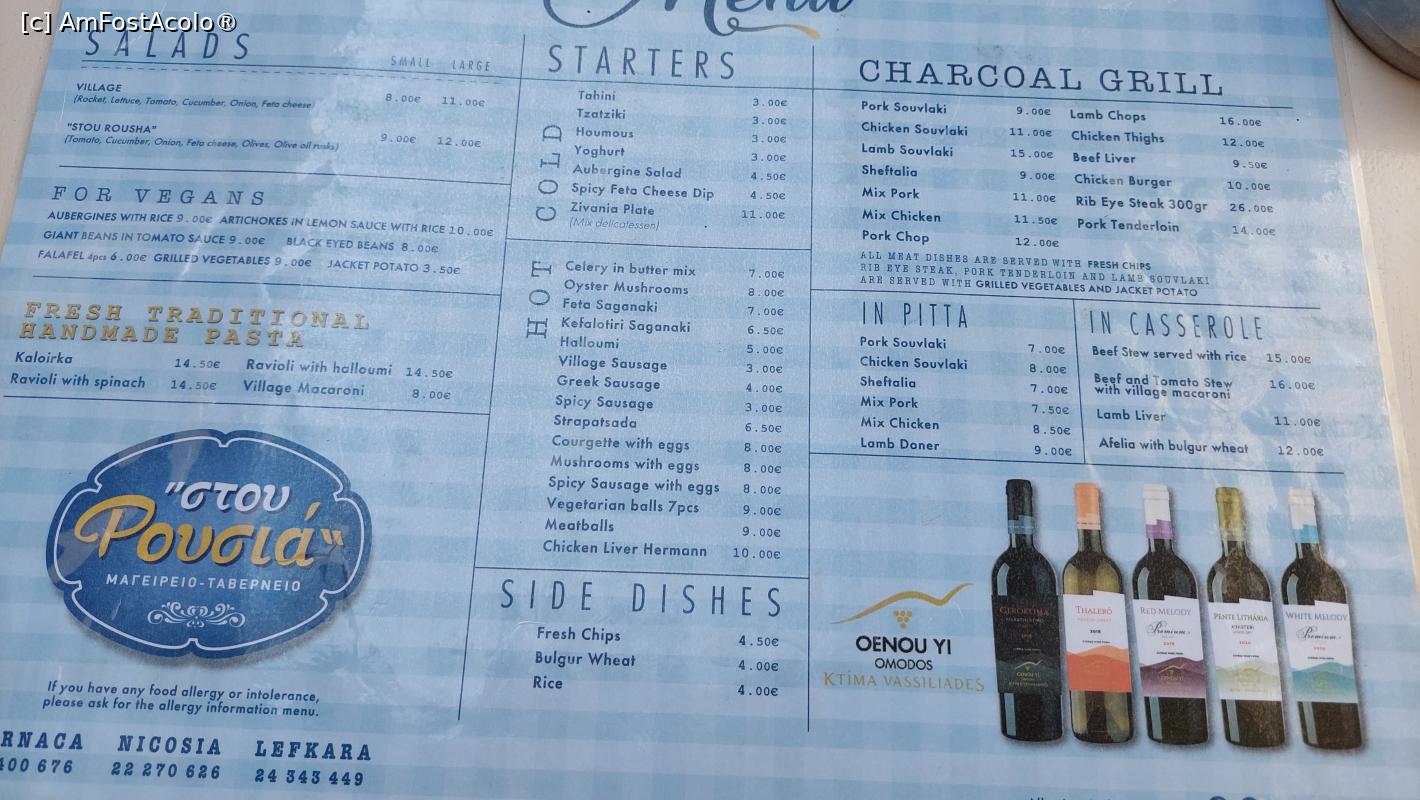 [c] AmFostAcolo®
Menu
SALADS
SMALL LARGE
VILLAGE 8.00€ 11.00€
(Rocket, Lettuce, Tomato, Cucumber, Onion, Feta cheese)
"STOU ROUSHA" 9.00€ 12.00€
(Tomato, Cucumber, Onion, Feta cheese, Olives, Olive oil rusks)
FOR VEGANS
AUBERGINES WITH RICE 9.00€ ARTICHOKES IN LEMON SAUCE WITH RICE 10.00€
GIANT BEANS IN TOMATO SAUCE 9.00€ BLACK EYED BEANS 8.00€
FALAFEL 4pcs 6.00€ GRILLED VEGETABLES 9.00€ JACKET POTATO 3.50€
FRESH TRADITIONAL
HANDMADE PASTA
Kaloirka 14.50€ Ravioli with halloumi 14.50€
Ravioli with spinach 14.50€ Village Macaroni 8.00€
"στου
Ρουσιά"
ΜΑΓΕΙΡΕΙΟ-ΤΑΒΕΡΝΕΙΟ
If you have any food allergy or intolerance,
please ask for the allergy information menu.
RNACA NICOSIA LEFKARA
400 676 22 270 626 24 343 449
STARTERS
COLD
Tahini 3.00€
Tzatziki 3.00€
Houmous 3.00€
Yoghurt 3.00€
Aubergine Salad 4.50€
Spicy Feta Cheese Dip 4.50€
Zivania Plate 11.00€
(Mix delicatessen)
HOT
Celery in butter mix 7.00€
Oyster Mushrooms 8.00€
Feta Saganaki 7.00€
Kefalotiri Saganaki 6.50€
Halloumi 5.00€
Village Sausage 3.00€
Greek Sausage 4.00€
Spicy Sausage 3.00€
Strapatsada 6.50€
Courgette with eggs 8.00€
Mushrooms with eggs 8.00€
Spicy Sausage with eggs 8.00€
Vegetarian balls 7pcs 9.00€
Meatballs 9.00€
Chicken Liver Hermann 10.00€
SIDE DISHES
Fresh Chips 4.50€
Bulgur Wheat 4.00€
Rice 4.00€
CHARCOAL GRILL
Pork Souvlaki 9.00€ Lamb Chops 16.00€
Chicken Souvlaki 11.00€ Chicken Thighs 12.00€
Lamb Souvlaki 15.00€ Beef Liver 9.50€
Sheftalia 9.00€ Chicken Burger 10.00€
Mix Pork 11.00€ Rib Eye Steak 300gr 26.00€
Mix Chicken 11.50€ Pork Tenderloin 14.00€
Pork Chop 12.00€
ALL MEAT DISHES ARE SERVED WITH FRESH CHIPS
RIB EYE STEAK, PORK TENDERLOIN AND LAMB SOUVLAKI
ARE SERVED WITH GRILLED VEGETABLES AND JACKET POTATO
IN PITTA
Pork Souvlaki 7.00€
Chicken Souvlaki 8.00€
Sheftalia 7.00€
Mix Pork 7.50€
Mix Chicken 8.50€
Lamb Doner 9.00€
IN CASSEROLE
Beef Stew served with rice 15.00€
Beef and Tomato Stew 16.00€
with village macaroni
Lamb Liver 11.00€
Afelia with bulgur wheat 12.00€
OENOU YI
OMODOS
KTIMA VASSILIADES
THALERÓ
2018
RED MELODY
Premium
PENTE LITHÁRIA
WHITE MELODY
Premium